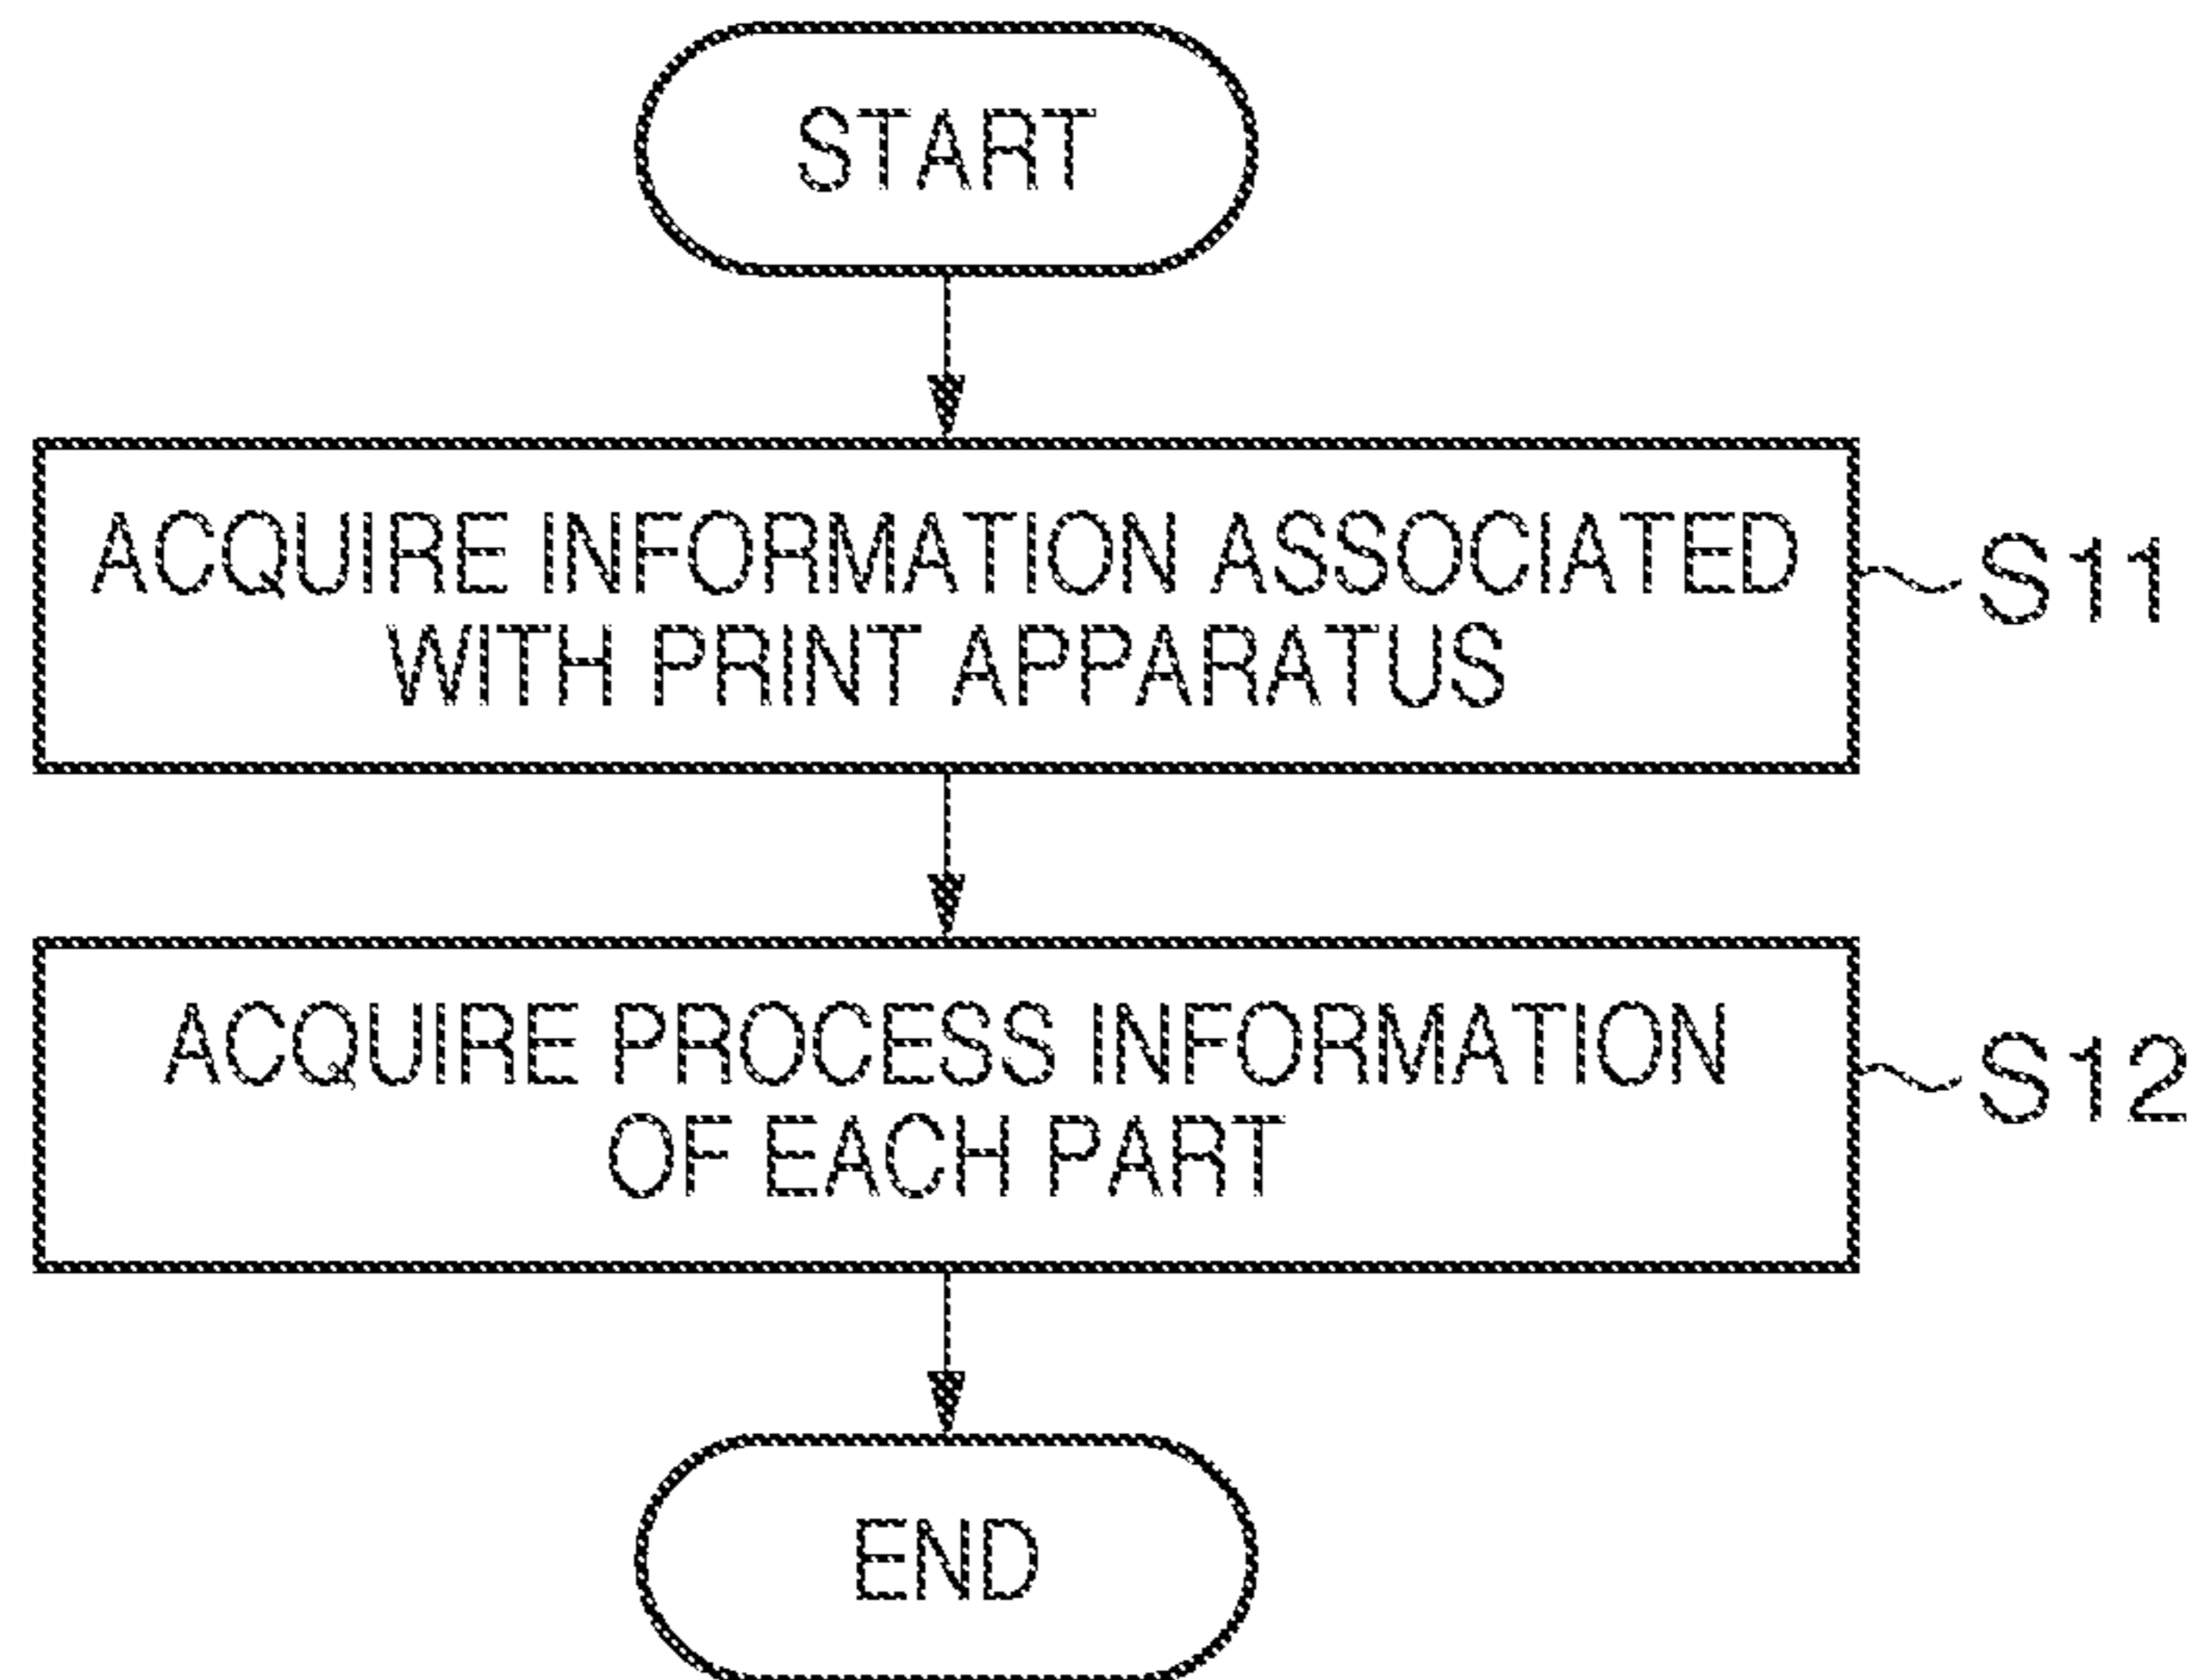 START
ACQUIRE INFORMATION ASSOCIATED
WITH PRINT APPARATUS
S11
ACQUIRE PROCESS INFORMATION
OF EACH PART
S12
END